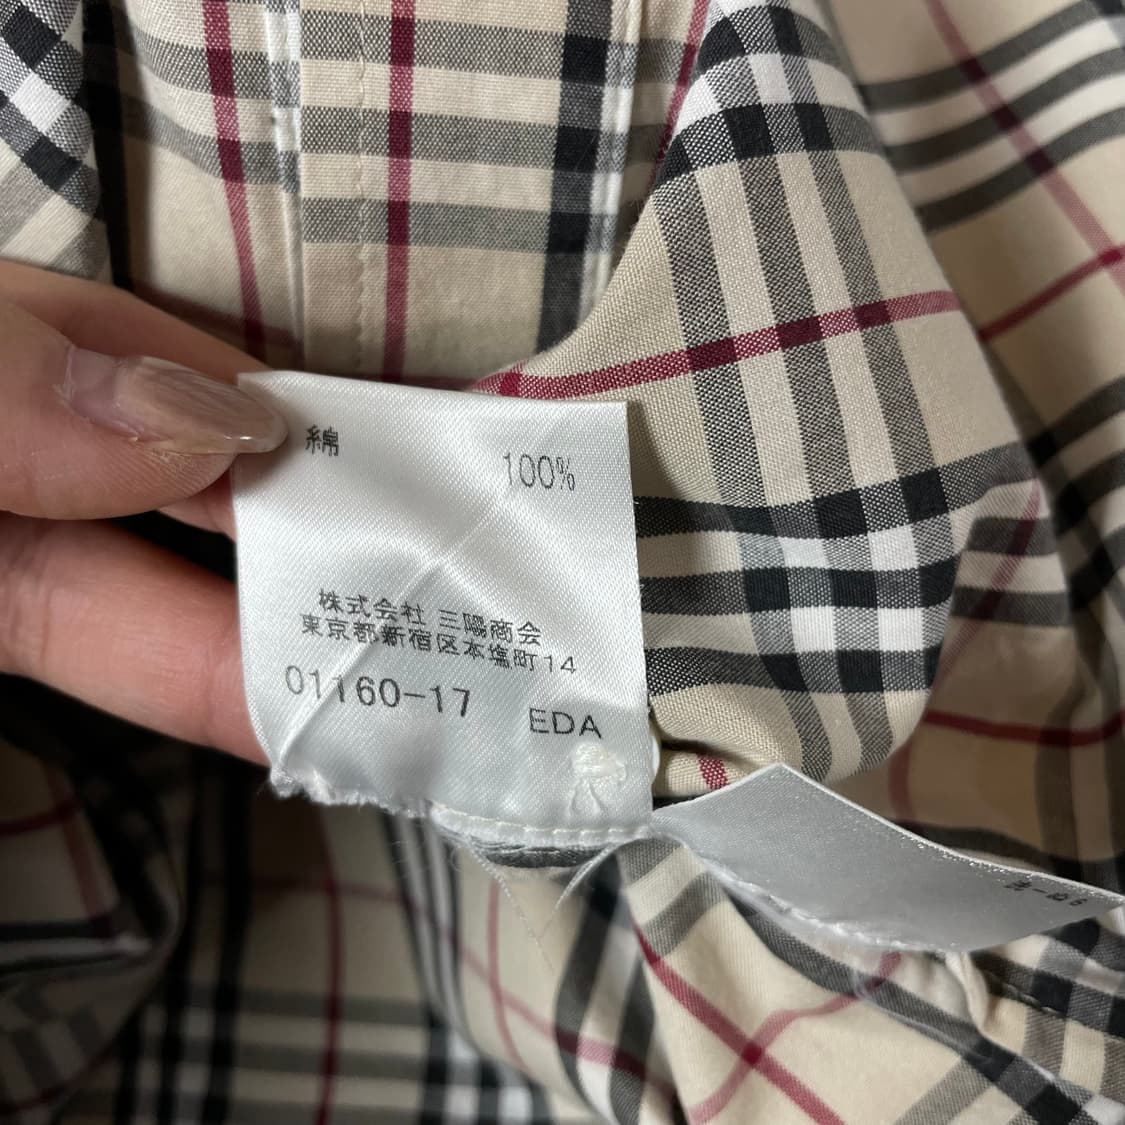 綿 100%
株式会社 三陽商会
東京都新宿区本塩町14
01160-17 EDA